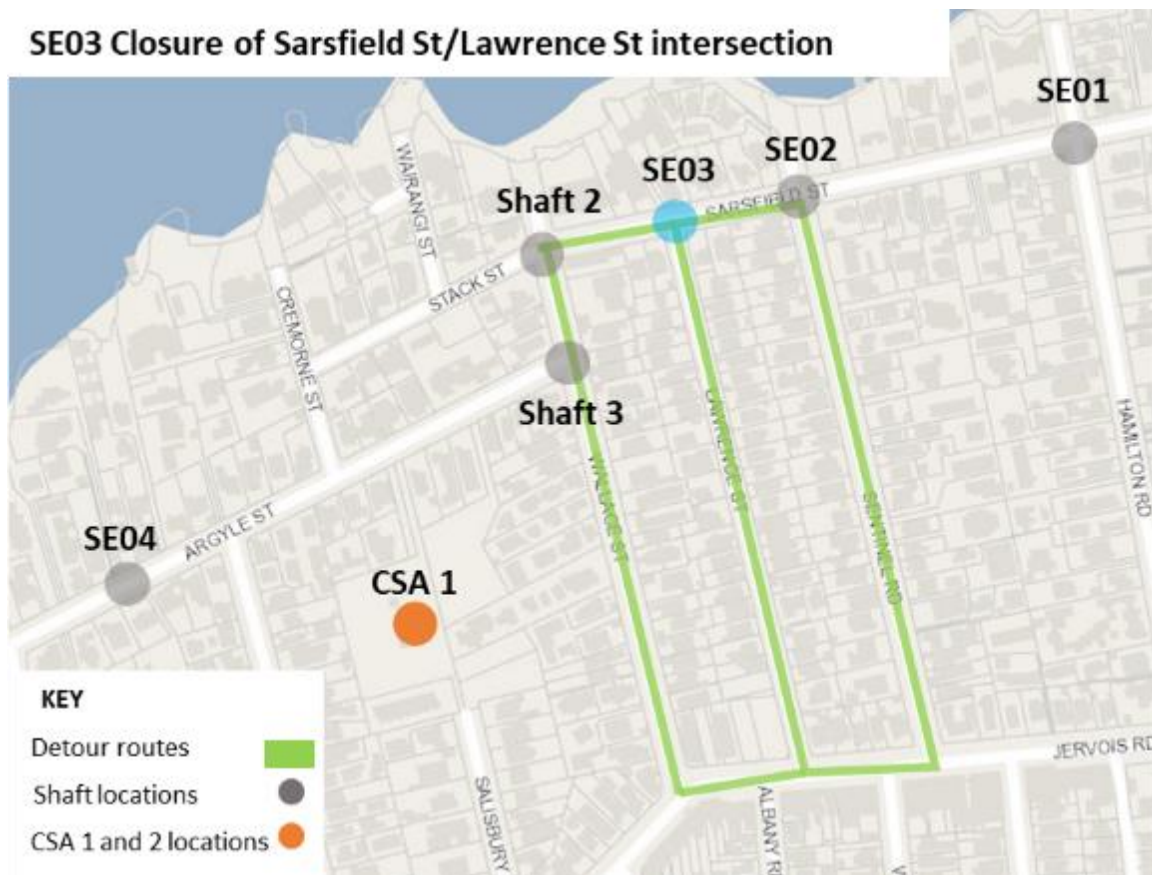 SE03 Closure of Sarsfield St/Lawrence St intersection
SE01
SE02
SE03
Shaft 2
WAIRANGI ST
SARSFIELD ST
STACK ST
CREMORNE ST
Shaft 3
HAMILTON RD
LAWRENCE ST
WALLACE ST
SENTINEL RD
SE04
ARGYLE ST
CSA 1
KEY
Detour routes
Shaft locations
CSA 1 and 2 locations
JERVOIS RD
SALISBURY
ALBANY RD